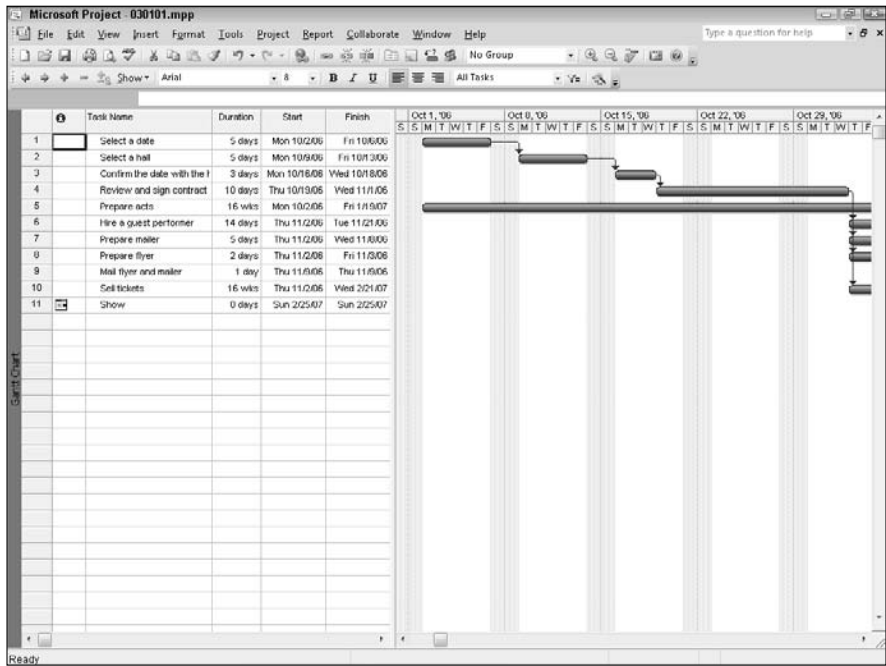 Microsoft Project - 030101.mpp
File Edit View Insert Format Tools Project Report Collaborate Window Help
Type a question for help
No Group
Show Arial 8 B I U All Tasks
Task Name Duration Start Finish
Oct 1, '06 Oct 8, '06 Oct 15, '06 Oct 22, '06 Oct 29, '06
S S M T W T F S S M T W T F S S M T W T F S S M T W T F S S M T W T F
1 Select a date 5 days Mon 10/2/06 Fri 10/6/06
2 Select a hall 5 days Mon 10/9/06 Fri 10/13/06
3 Confirm the date with the h 3 days Mon 10/16/06 Wed 10/18/06
4 Review and sign contract 10 days Thu 10/19/06 Wed 11/1/06
5 Prepare acts 16 wks Mon 10/2/06 Fri 1/19/07
6 Hire a guest performer 14 days Thu 11/2/06 Tue 11/21/06
7 Prepare mailer 5 days Thu 11/2/06 Wed 11/8/06
8 Prepare flyer 2 days Thu 11/2/06 Fri 11/3/06
9 Mail flyer and mailer 1 day Thu 11/9/06 Thu 11/9/06
10 Sell tickets 16 wks Thu 11/2/06 Wed 2/21/07
11 Show 0 days Sun 2/25/07 Sun 2/25/07
Gantt Chart
Ready